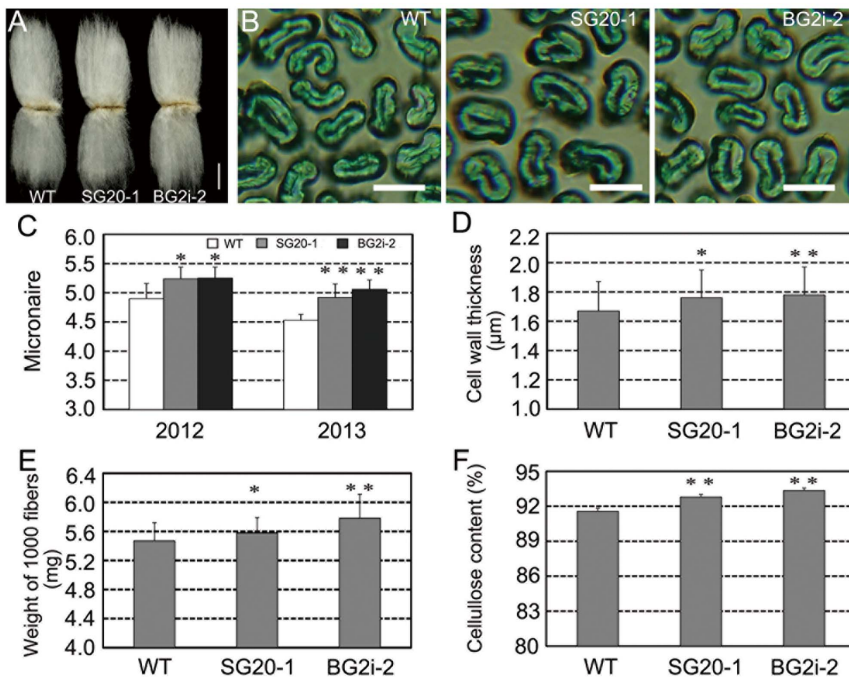 A
WT SG20-1 BG2i-2
B
WT
SG20-1
BG2i-2
C
Micronaire
6.0
5.5
5.0
4.5
4.0
3.5
3.0
WT SG20-1 BG2i-2
* *
* * * *
2012 2013
D
Cell wall thickness
(μm)
2.2
2.0
1.8
1.6
1.4
1.2
1.0
*
* *
WT SG20-1 BG2i-2
E
Weight of 1000 fibers
(mg)
6.4
6.0
5.6
5.2
4.8
4.4
4.0
*
* *
WT SG20-1 BG2i-2
F
Cellullose content (%)
95
92
89
86
83
80
* *
* *
WT SG20-1 BG2i-2